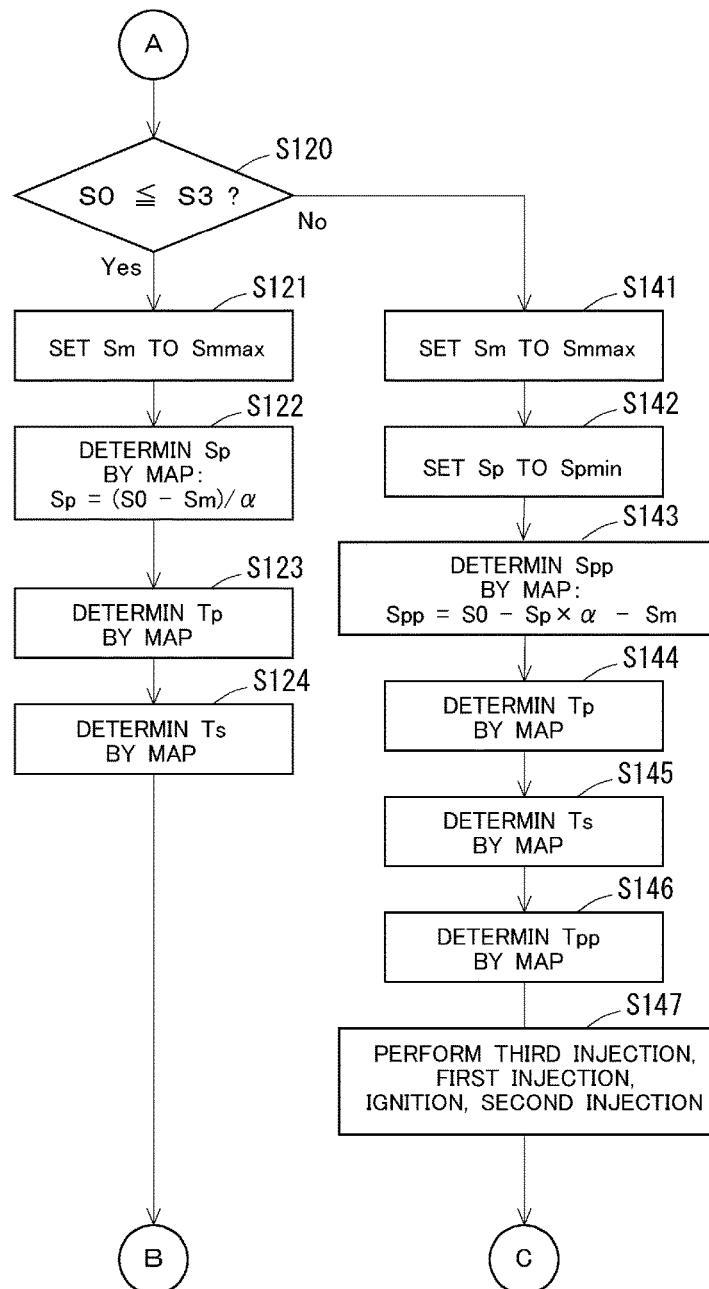 A
S120
S0 ≦ S3 ?
No
Yes
S121
SET Sm TO Smmax
S122
DETERMIN Sp
BY MAP:
Sp = (S0 − Sm)/α
S123
DETERMIN Tp
BY MAP
S124
DETERMIN Ts
BY MAP
B
S141
SET Sm TO Smmax
S142
SET Sp TO Spmin
S143
DETERMIN Spp
BY MAP:
Spp = S0 − Sp × α − Sm
S144
DETERMIN Tp
BY MAP
S145
DETERMIN Ts
BY MAP
S146
DETERMIN Tpp
BY MAP
S147
PERFORM THIRD INJECTION,
FIRST INJECTION,
IGNITION, SECOND INJECTION
C